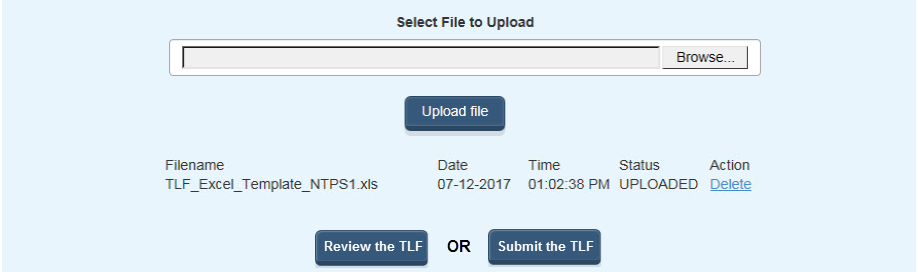 Select File to Upload
Browse...
Upload file
Filename Date Time Status Action
TLF_Excel_Template_NTPS1.xls 07-12-2017 01:02:38 PM UPLOADED Delete
Review the TLF OR Submit the TLF